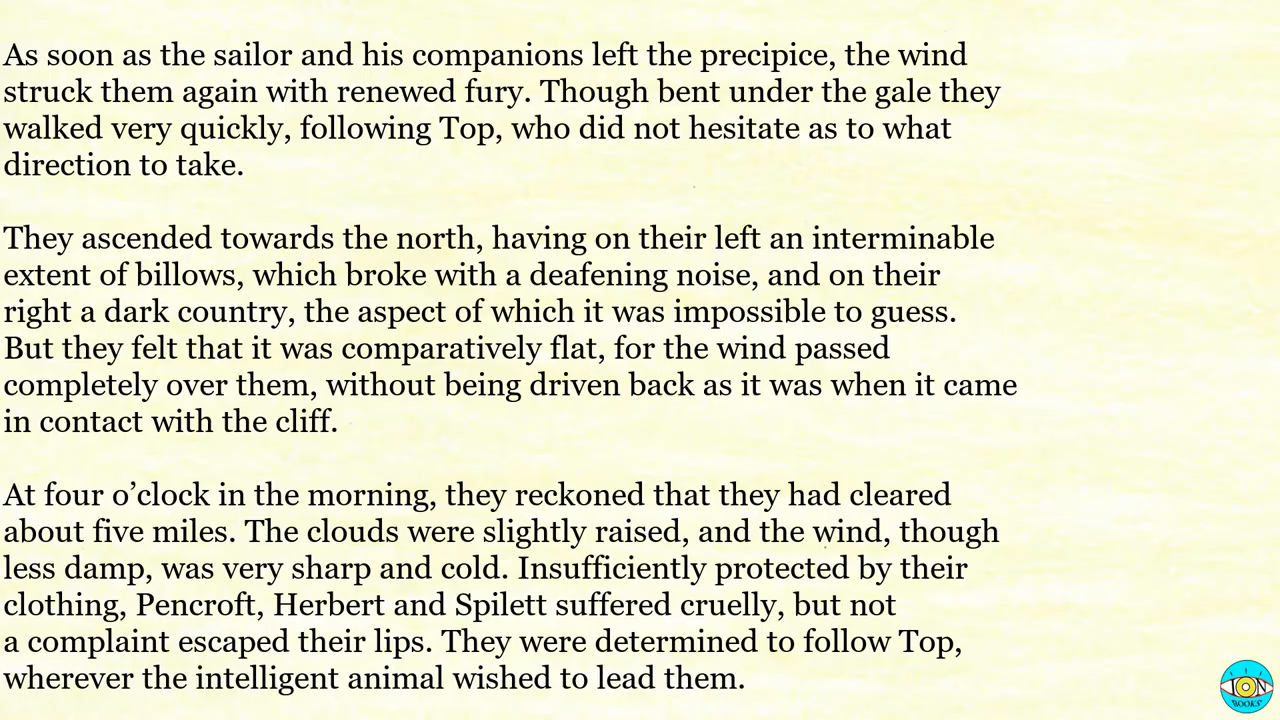 As soon as the sailor and his companions left the precipice, the wind
struck them again with renewed fury. Though bent under the gale they
walked very quickly, following Top, who did not hesitate as to what
direction to take.
They ascended towards the north, having on their left an interminable
extent of billows, which broke with a deafening noise, and on their
right a dark country, the aspect of which it was impossible to guess.
But they felt that it was comparatively flat, for the wind passed
completely over them, without being driven back as it was when it came
in contact with the cliff.
At four o’clock in the morning, they reckoned that they had cleared
about five miles. The clouds were slightly raised, and the wind, though
less damp, was very sharp and cold. Insufficiently protected by their
clothing, Pencroft, Herbert and Spilett suffered cruelly, but not
a complaint escaped their lips. They were determined to follow Top,
wherever the intelligent animal wished to lead them.
ION
BOOKS